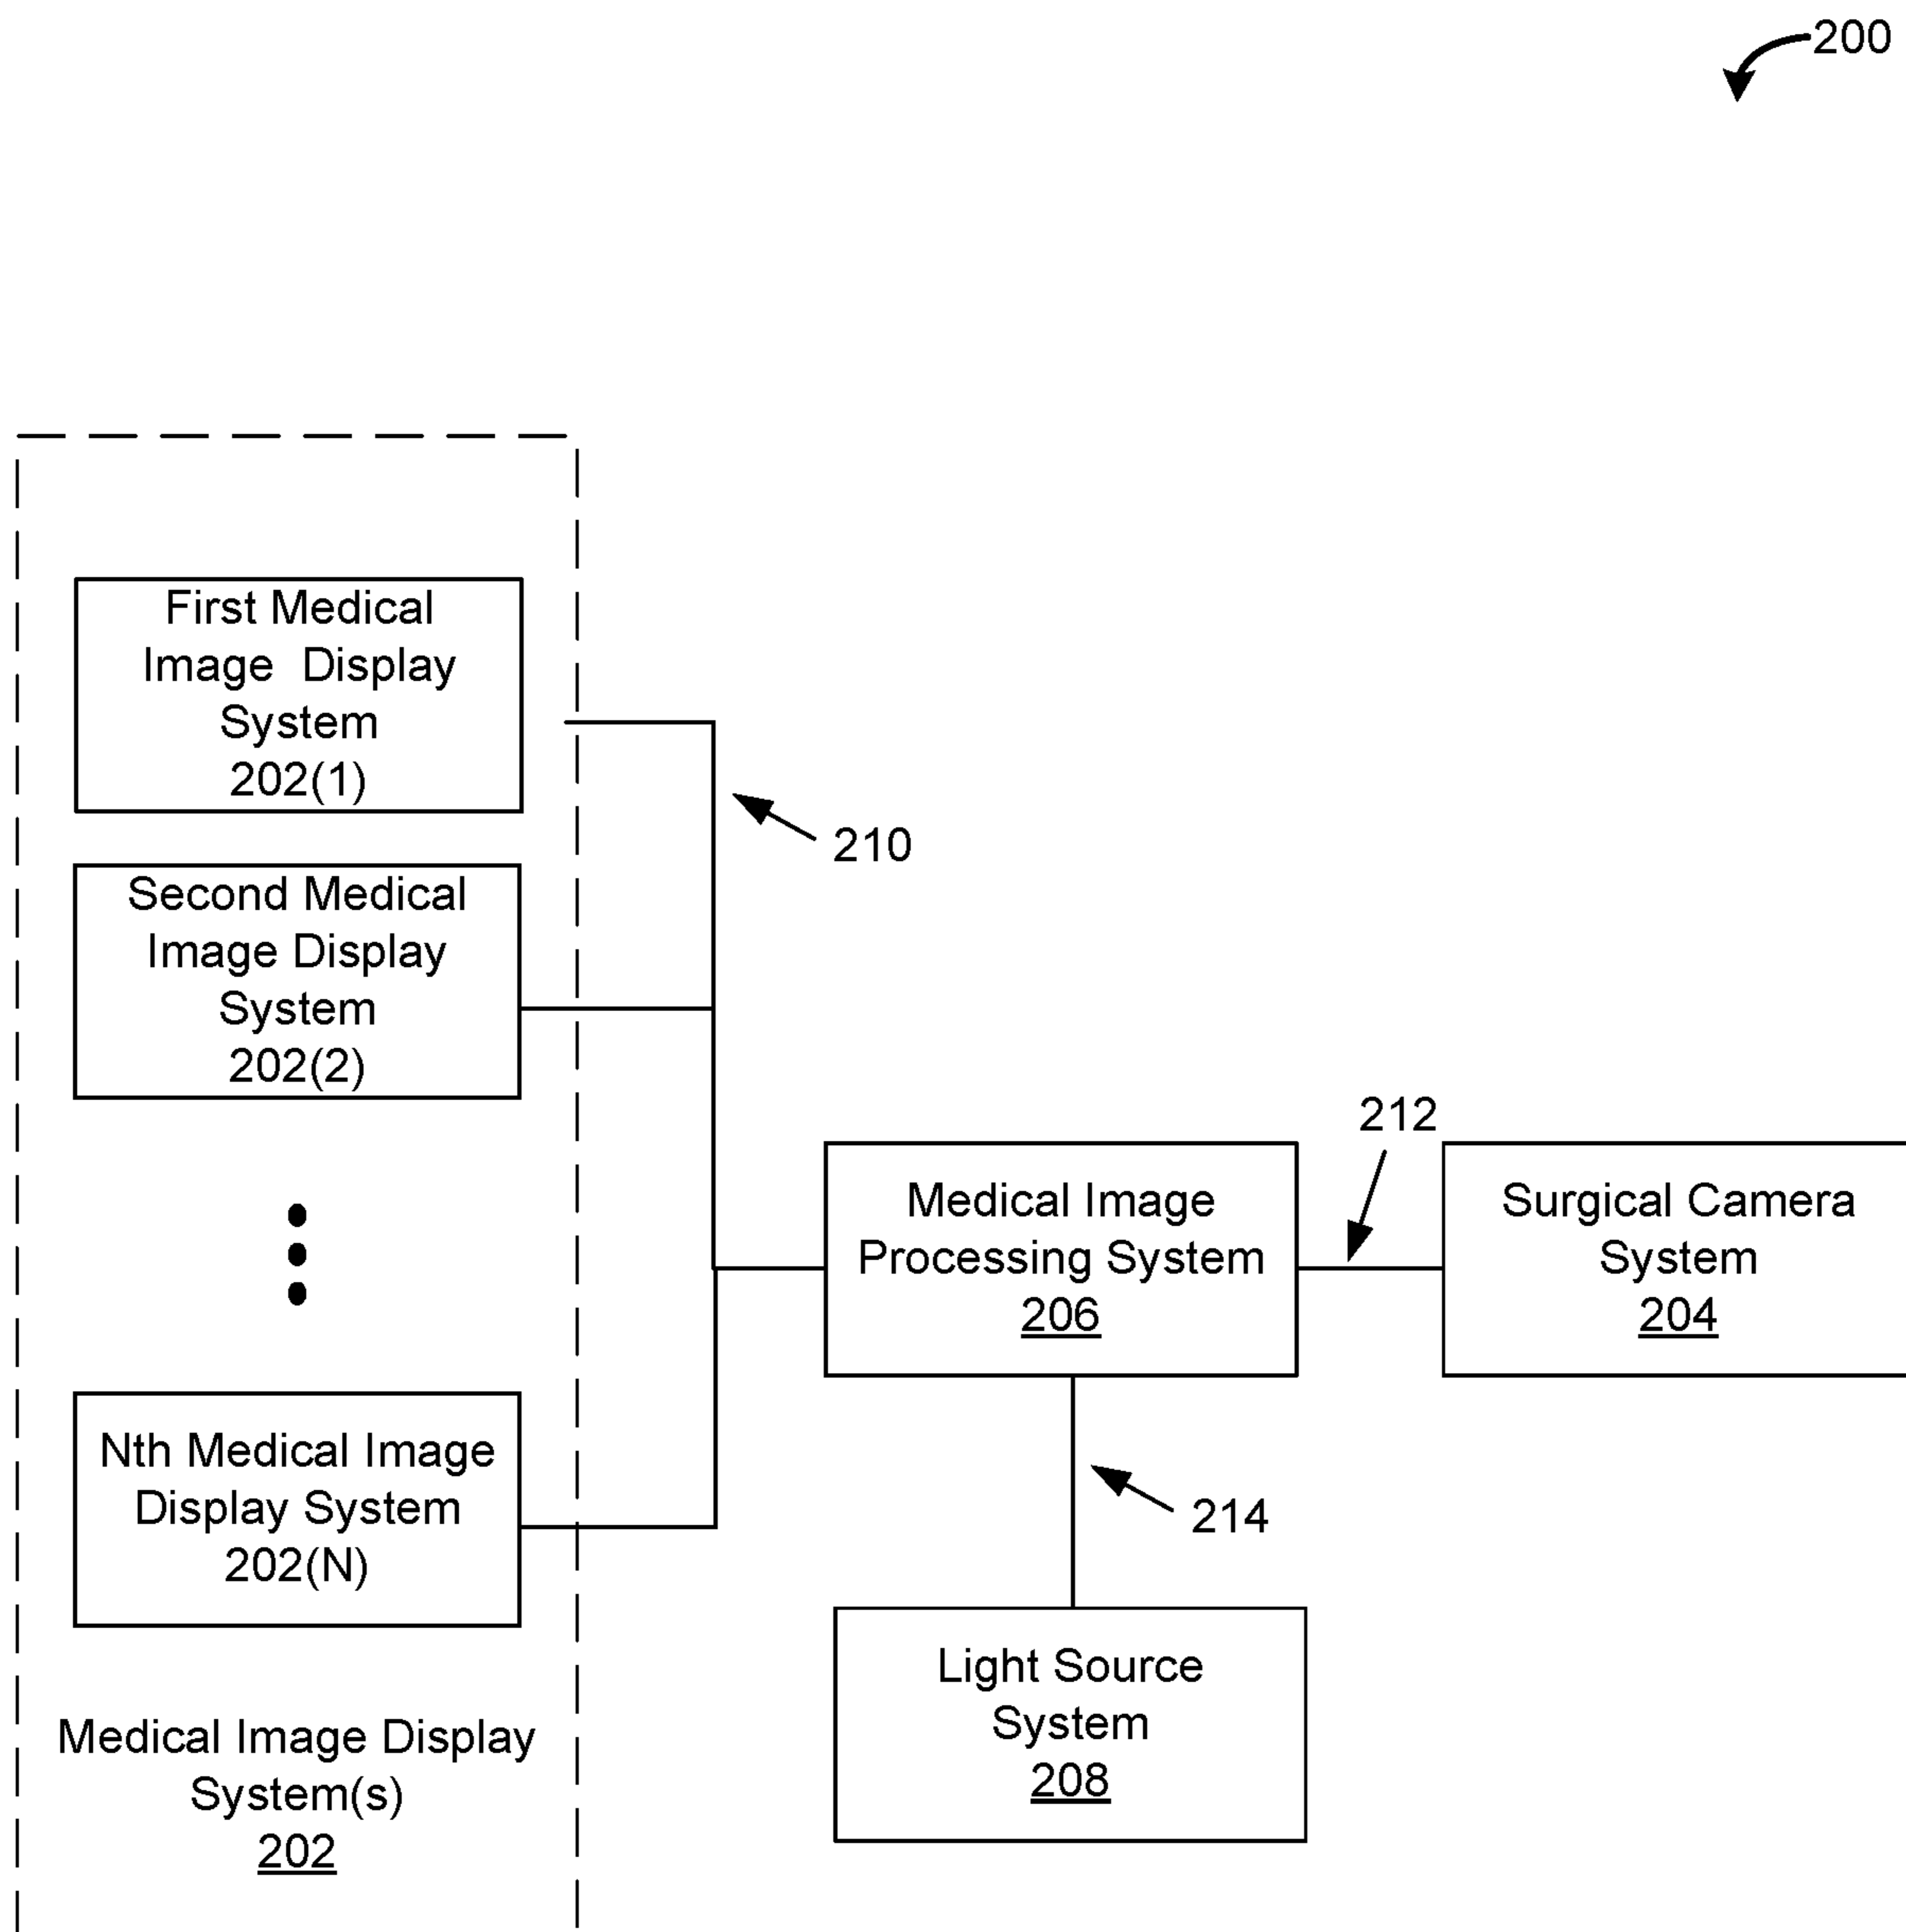 200
First Medical
Image  Display
System
202(1)
210
Second Medical
Image Display
System
202(2)
212
Medical Image
Processing System
206
Surgical Camera
System
204
Nth Medical Image
Display System
202(N)
214
Light Source
System
208
Medical Image Display
System(s)
202